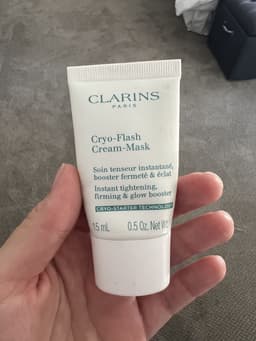 CLARINS
PARIS
Cryo-Flash
Cream-Mask
Soin tenseur instantané,
booster fermeté & éclat
Instant tightening,
firming & glow booster
CRYO-STARTER TECHNOLOGY
15 mL 0.5 Oz. Net Wt.